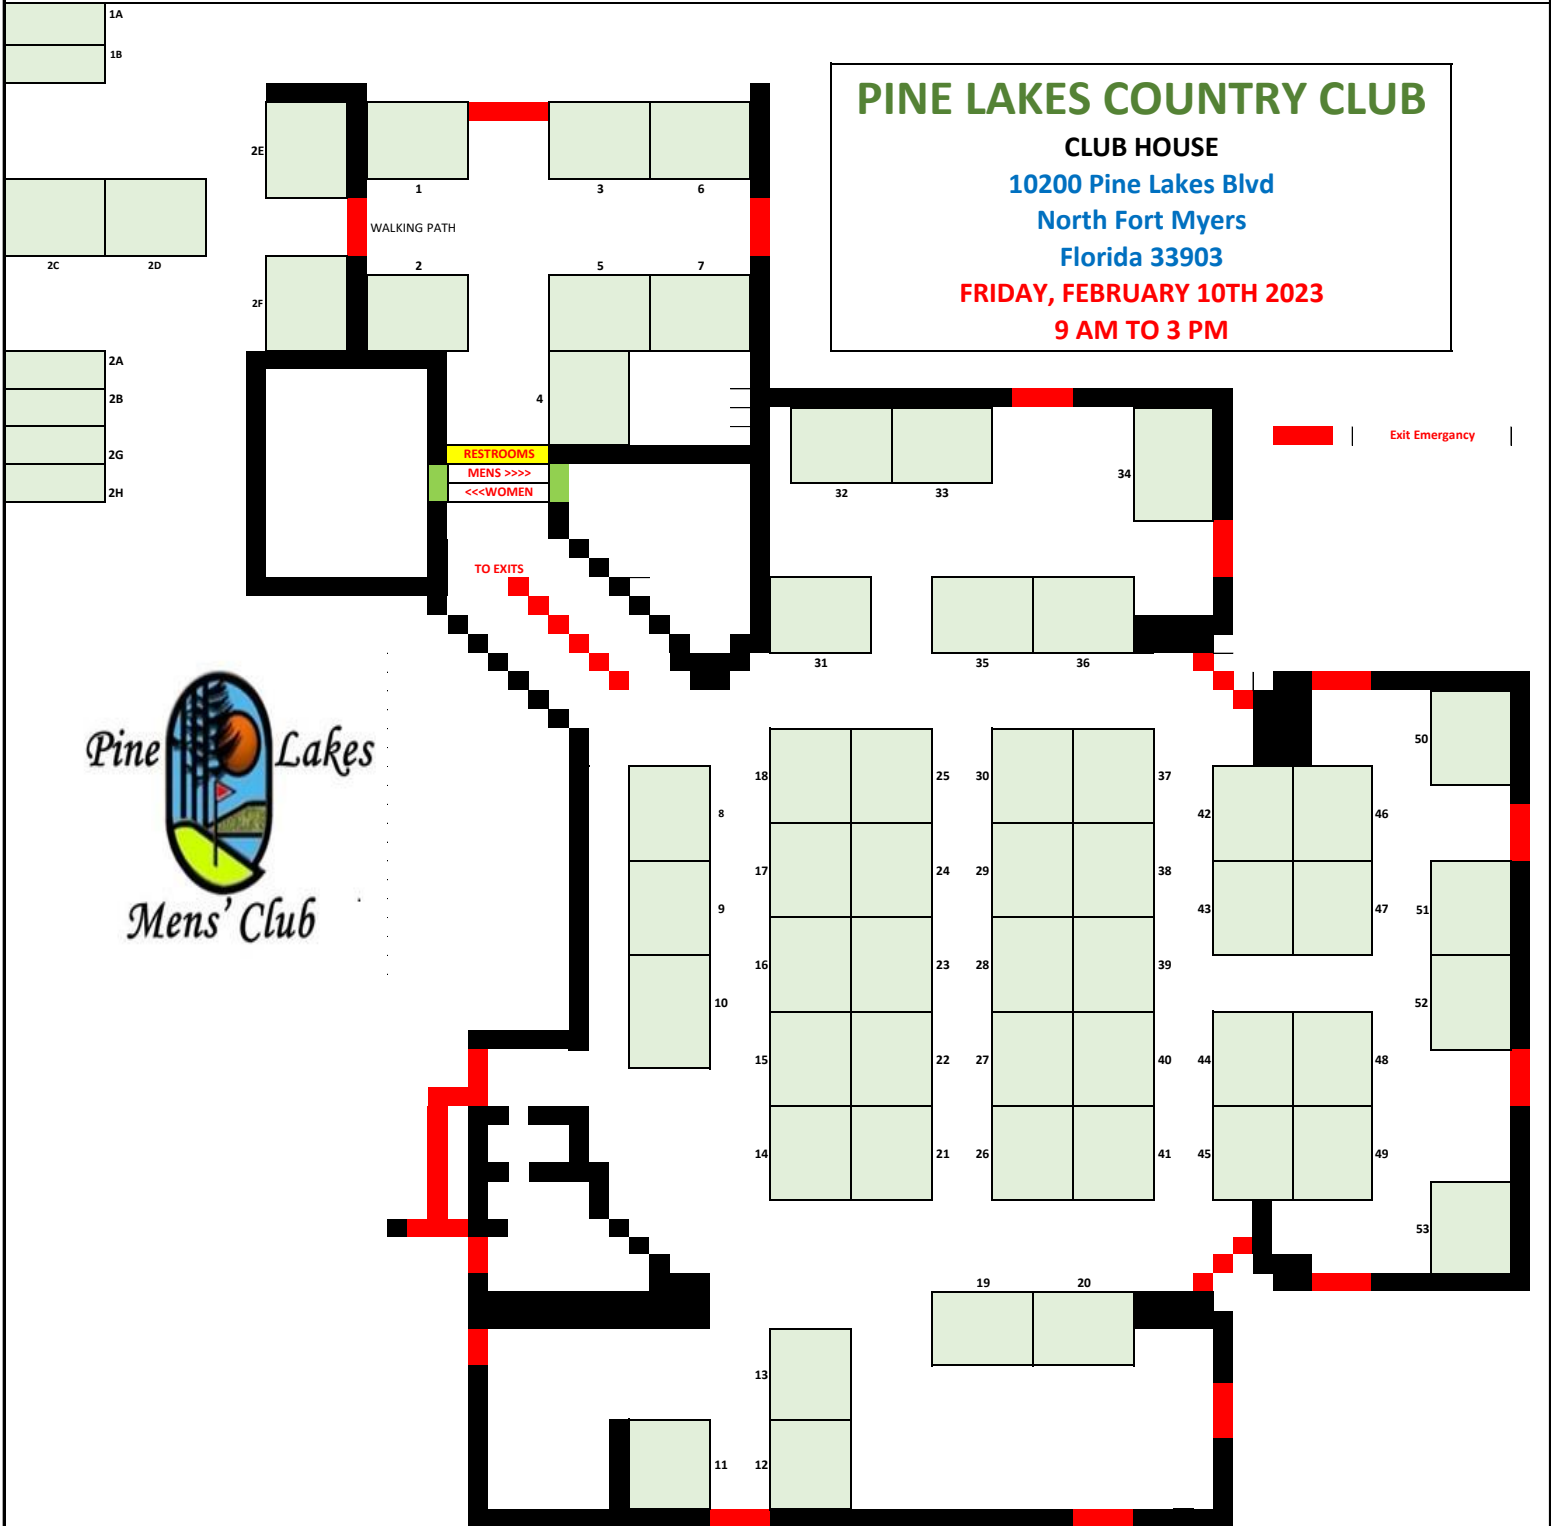 1A
1B
PINE LAKES COUNTRY CLUB
CLUB HOUSE
10200 Pine Lakes Blvd
North Fort Myers
Florida 33903
FRIDAY, FEBRUARY 10TH 2023
9 AM TO 3 PM
2E
1 3 6
WALKING PATH
2C 2D
2 5 7
2F
2A
2B
4
2G
2H
RESTROOMS
MENS >>>>
<<<WOMEN
Exit Emergancy
34
32 33
TO EXITS
31 35 36
Pine Lakes
Mens' Club
50
18 25 30 37
8 42 46
17 24 29 38
9 43 47 51
16 23 28 39
10 52
15 22 27 40 44 48
14 21 26 41 45 49
53
19 20
13
11 12